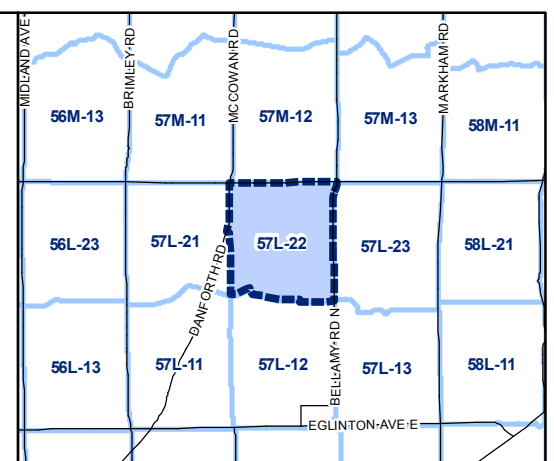 MIDLAND AVE
BRIMLEY RD
MCCOWAN RD
MARKHAM RD
56M-13
57M-11
57M-12
57M-13
58M-11
56L-23
57L-21
57L-22
57L-23
58L-21
DANFORTH RD
BELLAMY RD N
56L-13
57L-11
57L-12
57L-13
58L-11
EGLINTON AVE E